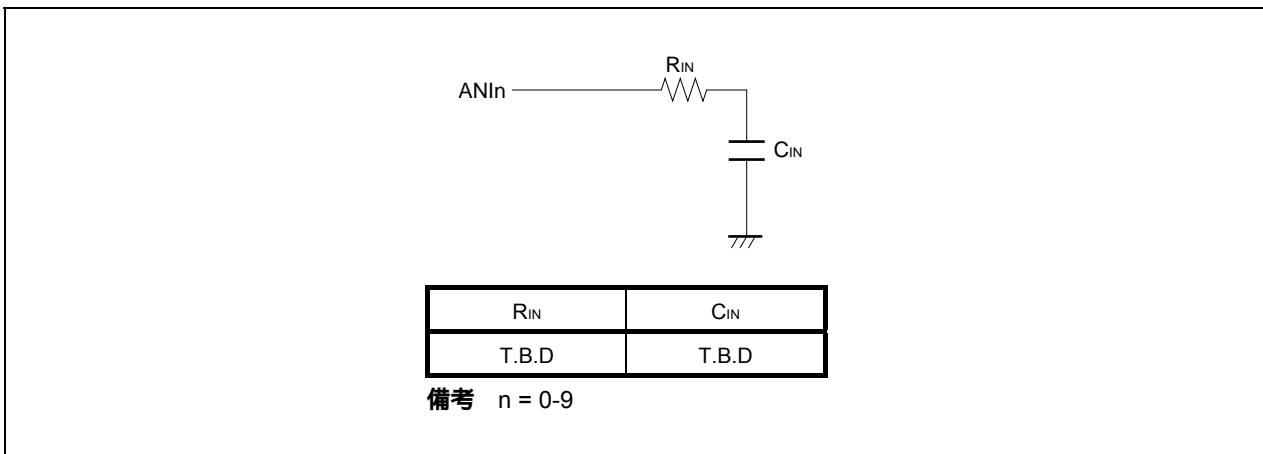 RIN
ANIn
CIN
RIN CIN
T.B.D T.B.D
備考 n = 0-9